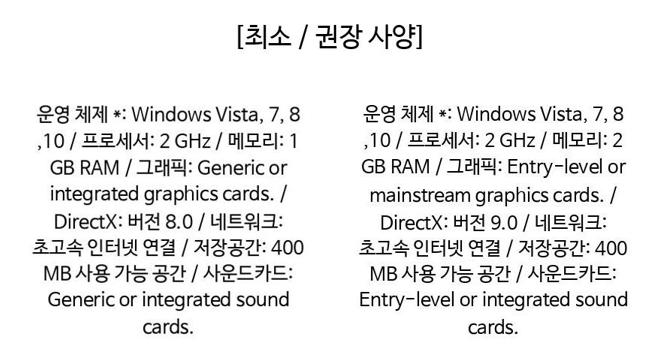 [최소 / 권장 사양]
운영 체제 *: Windows Vista, 7, 8
,10 / 프로세서: 2 GHz / 메모리: 1
GB RAM / 그래픽: Generic or
integrated graphics cards. /
DirectX: 버전 8.0 / 네트워크:
초고속 인터넷 연결 / 저장공간: 400
MB 사용 가능 공간 / 사운드카드:
Generic or integrated sound
cards.
운영 체제 *: Windows Vista, 7, 8
,10 / 프로세서: 2 GHz / 메모리: 2
GB RAM / 그래픽: Entry-level or
mainstream graphics cards. /
DirectX: 버전 9.0 / 네트워크:
초고속 인터넷 연결 / 저장공간: 400
MB 사용 가능 공간 / 사운드카드:
Entry-level or integrated sound
cards.